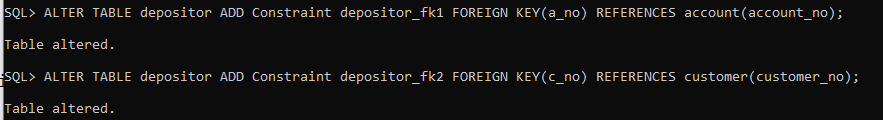 SQL> ALTER TABLE depositor ADD Constraint depositor_fk1 FOREIGN KEY(a_no) REFERENCES account(account_no);
Table altered.
SQL> ALTER TABLE depositor ADD Constraint depositor_fk2 FOREIGN KEY(c_no) REFERENCES customer(customer_no);
Table altered.